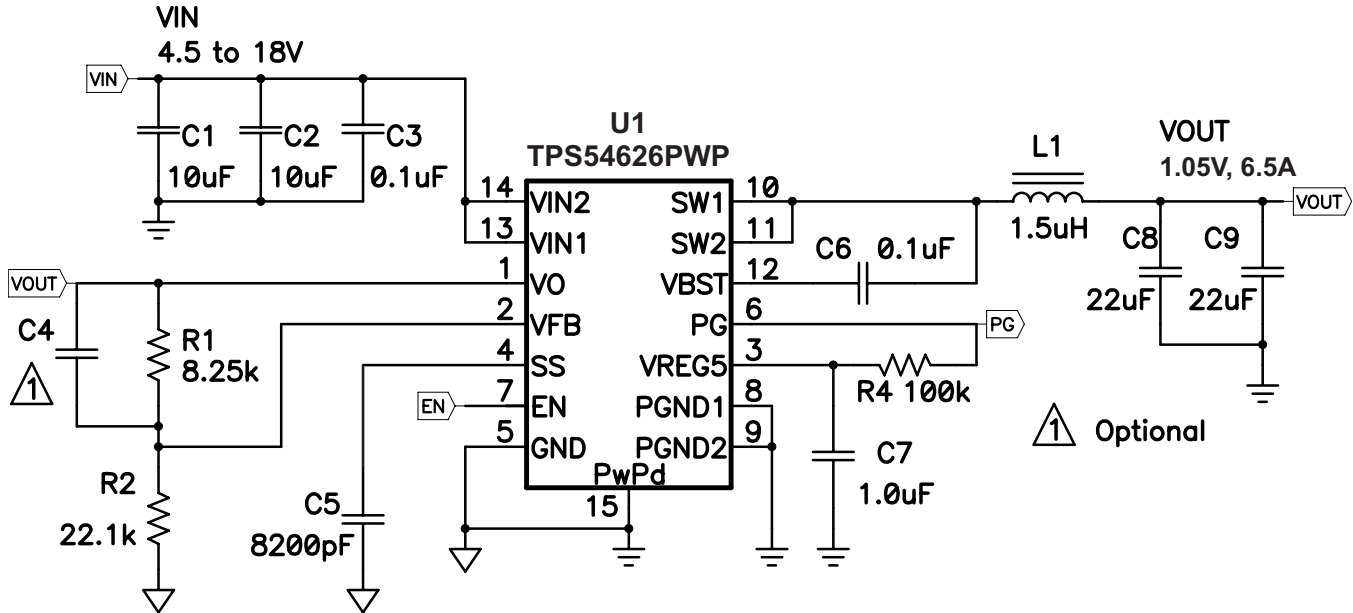 VIN
4.5 to 18V
VIN
C1
10uF
C2
10uF
C3
0.1uF
U1
TPS54626PWP
14 VIN2
13 VIN1
1 VO
2 VFB
4 SS
7 EN
5 GND
SW1 10
SW2 11
VBST 12
PG 6
VREG5 3
PGND1 8
PGND2 9
PwPd
15
VOUT
C4
1
R1
8.25k
R2
22.1k
C5
8200pF
EN
C6 0.1uF
L1
1.5uH
VOUT
1.05V, 6.5A
VOUT
C8
22uF
C9
22uF
PG
R4 100k
C7
1.0uF
1 Optional